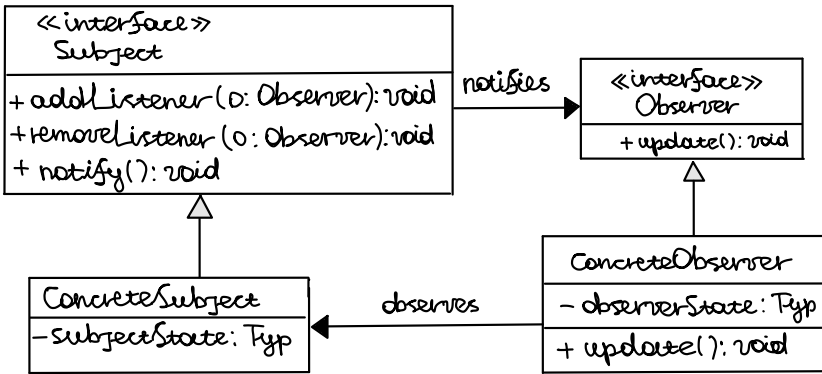 «interface»
Subject
+ addListener(o: Observer): void
+ removeListener(o: Observer): void
+ notify(): void
notifies
«interface»
Observer
+ update(): void
ConcreteSubject
- subjectState: Typ
observes
ConcreteObserver
- observerState: Typ
+ update(): void